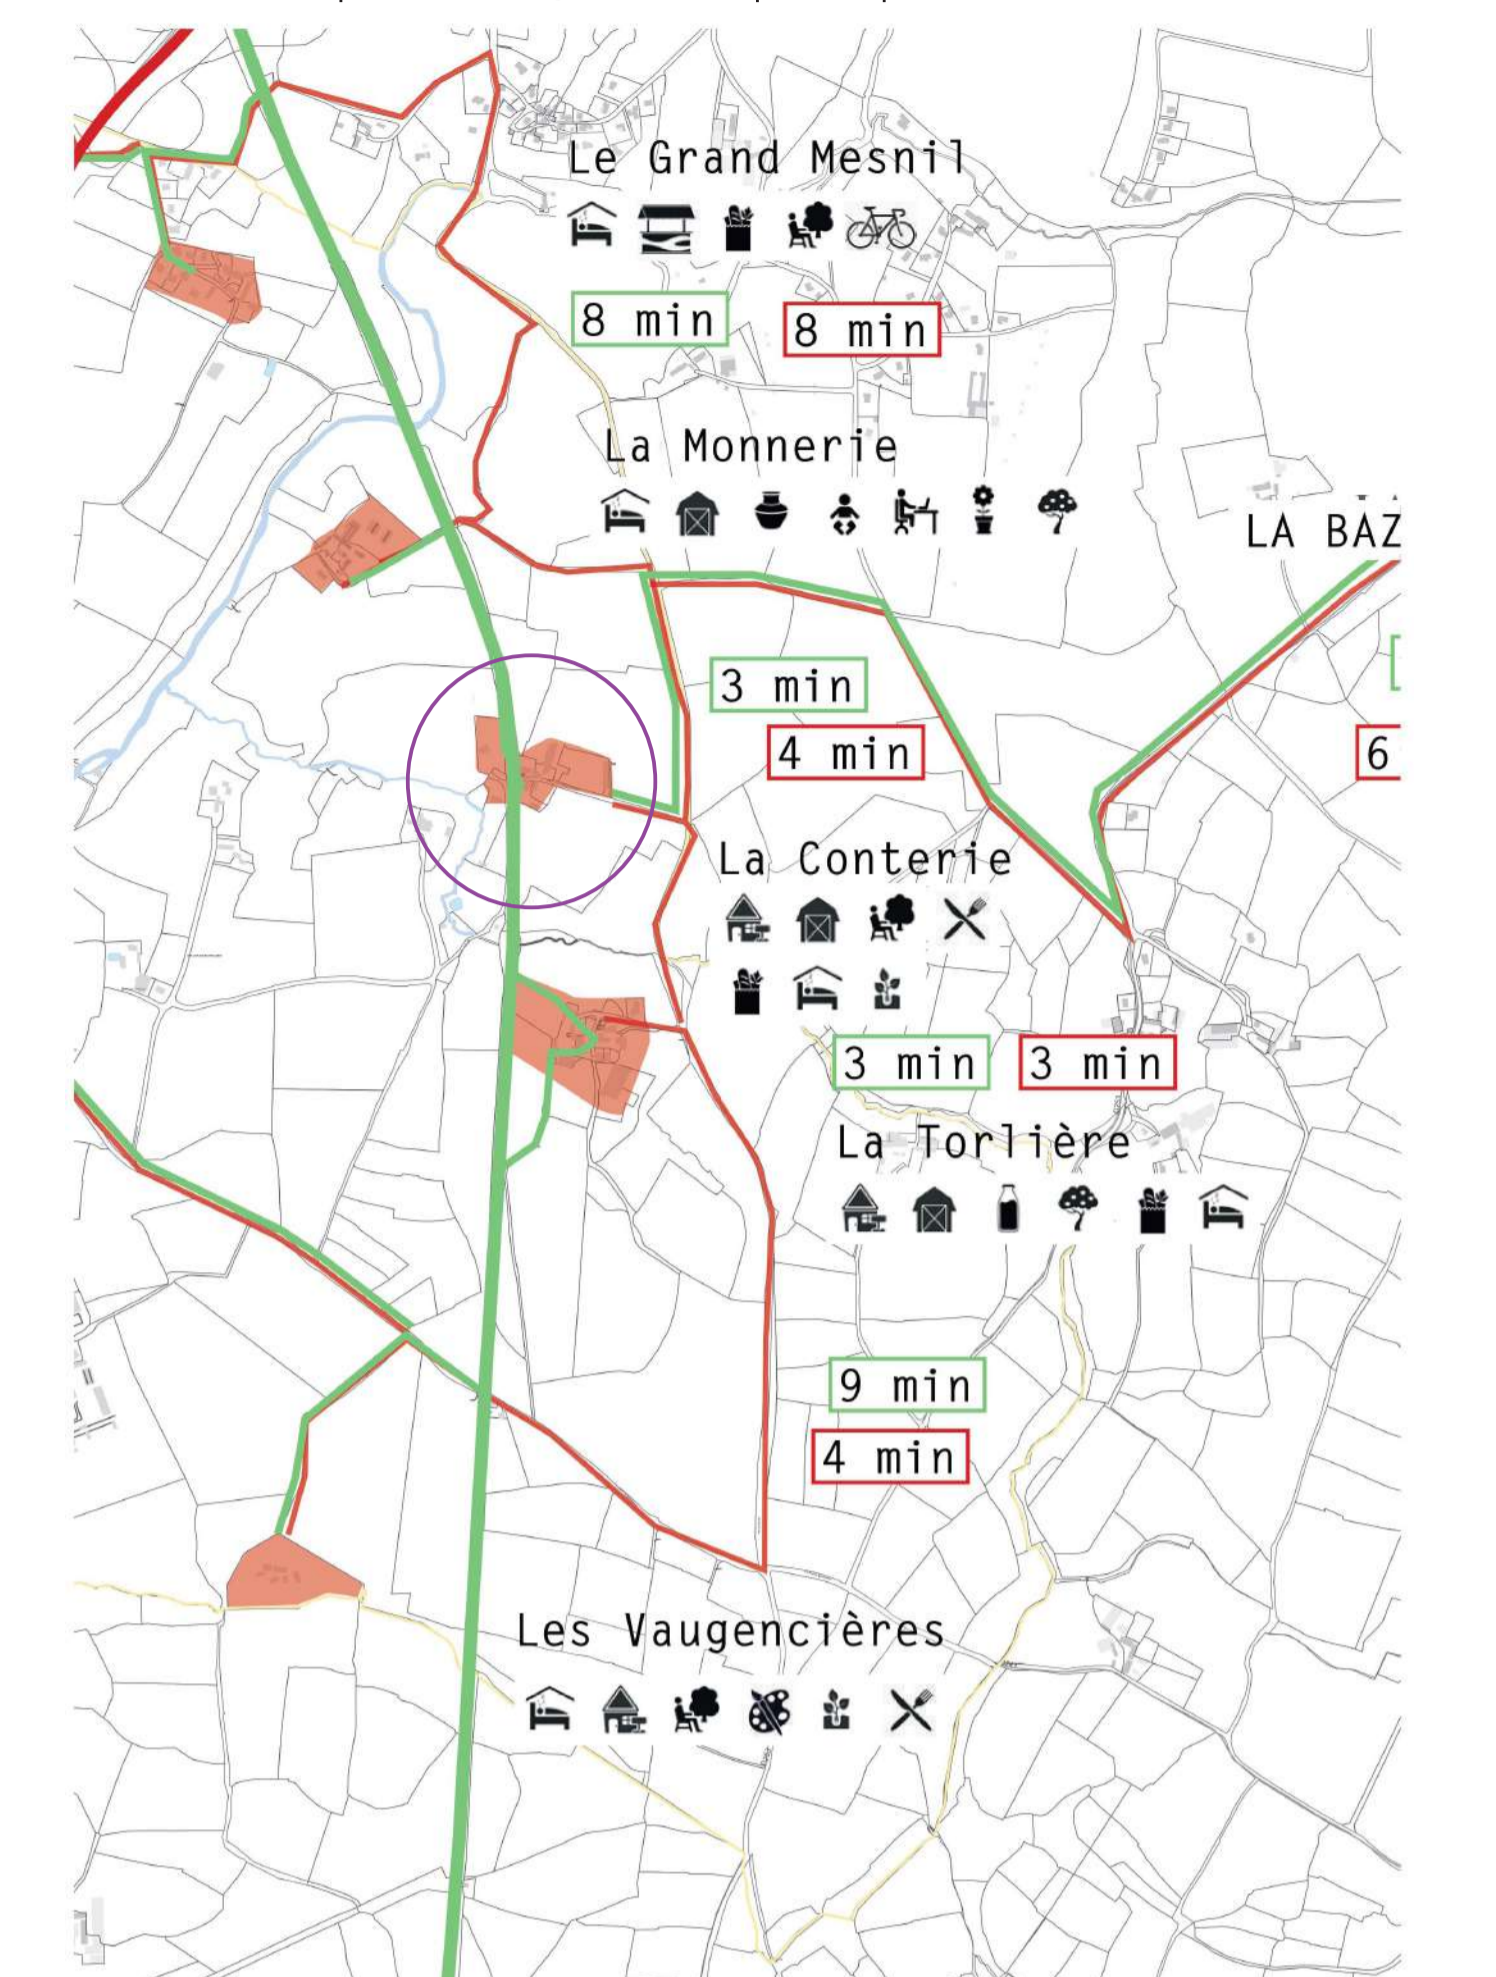 Le Grand Mesnil
8 min
8 min
La Monnerie
LA BAZ
3 min
4 min
6
La Conterie
3 min
3 min
La Torlière
9 min
4 min
Les Vaugencières